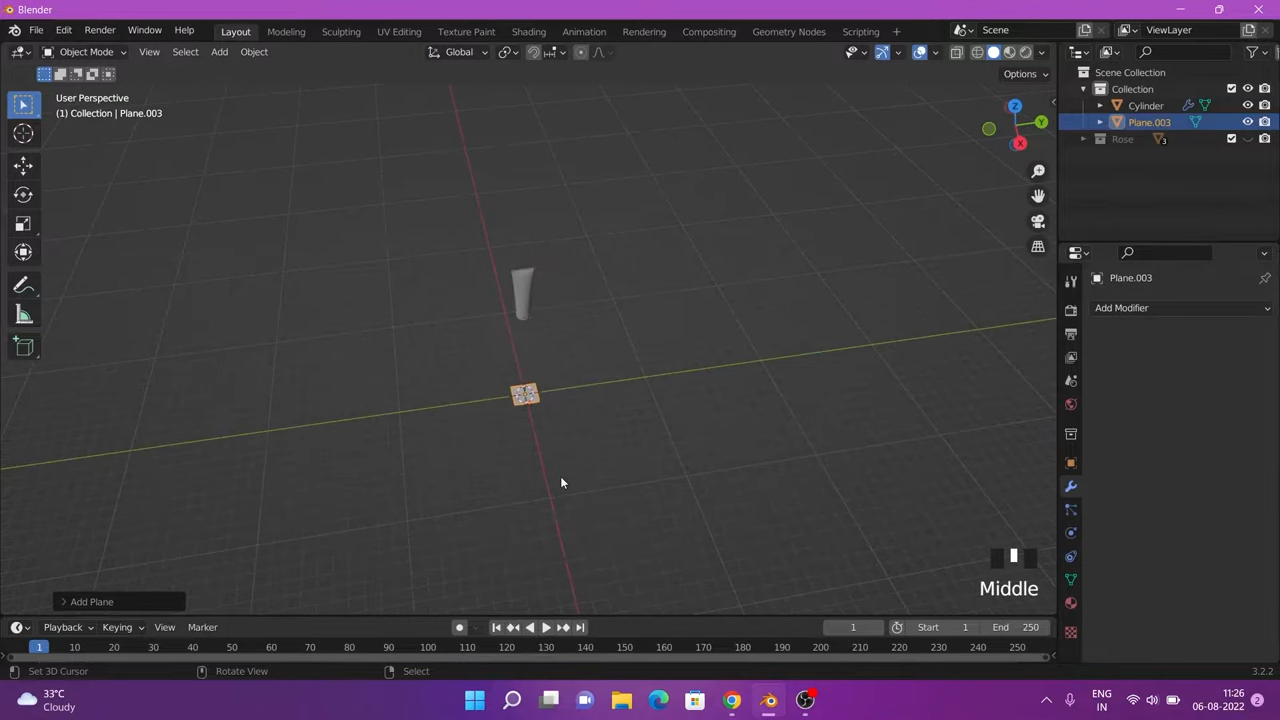 Blender
File Edit Render Window Help Layout Modeling Sculpting UV Editing Texture Paint Shading Animation Rendering Compositing Geometry Nodes Scripting + Scene ViewLayer
Object Mode View Select Add Object Global
Options
User Perspective
(1) Collection | Plane.003
Z
Y
X
Scene Collection
Collection
Cylinder
Plane.003
Rose 3
Plane.003
Add Modifier
Middle
> Add Plane
Playback Keying View Marker 1 Start 1 End 250
1 10 20 30 40 50 60 70 80 90 100 110 120 130 140 150 160 170 180 190 200 210 220 230 240 250
Set 3D Cursor Rotate View Select 3.2.2
33°C
Cloudy
ENG
IN
11:26
06-08-2022
2